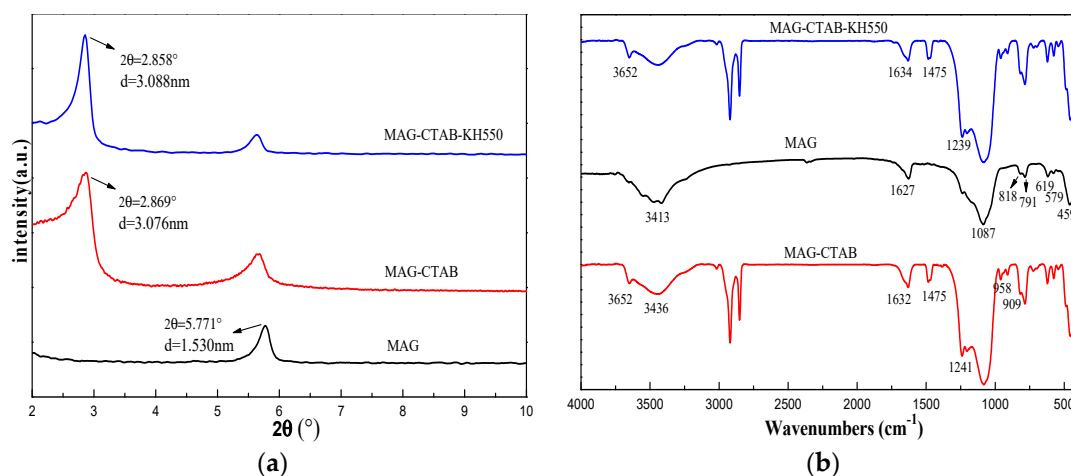 2θ=2.858°
d=3.088nm
MAG-CTAB-KH550
2θ=2.869°
d=3.076nm
MAG-CTAB
2θ=5.771°
d=1.530nm
MAG
intensity(a.u.)
2 3 4 5 6 7 8 9 10
2θ (°)
(a)
MAG-CTAB-KH550
3652
1634
1475
1239
MAG
3413
1627
1087
818
791
619
579
459
MAG-CTAB
3652
3436
1632
1475
1241
958
909
4000 3500 3000 2500 2000 1500 1000 500
Wavenumbers (cm⁻¹)
(b)